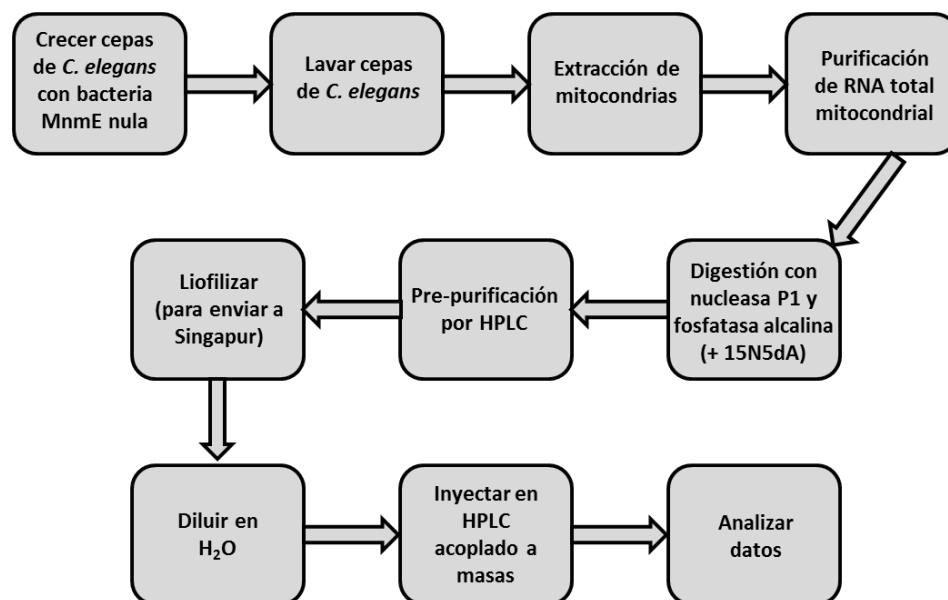 Crecer cepas
de C. elegans
con bacteria
MnmE nula
Lavar cepas
de C. elegans
Extracción de
mitocondrias
Purificación
de RNA total
mitocondrial
Digestión con
nucleasa P1 y
fosfatasa alcalina
(+ 15N5dA)
Pre-purificación
por HPLC
Liofilizar
(para enviar a
Singapur)
Diluir en
H₂O
Inyectar en
HPLC
acoplado a
masas
Analizar
datos